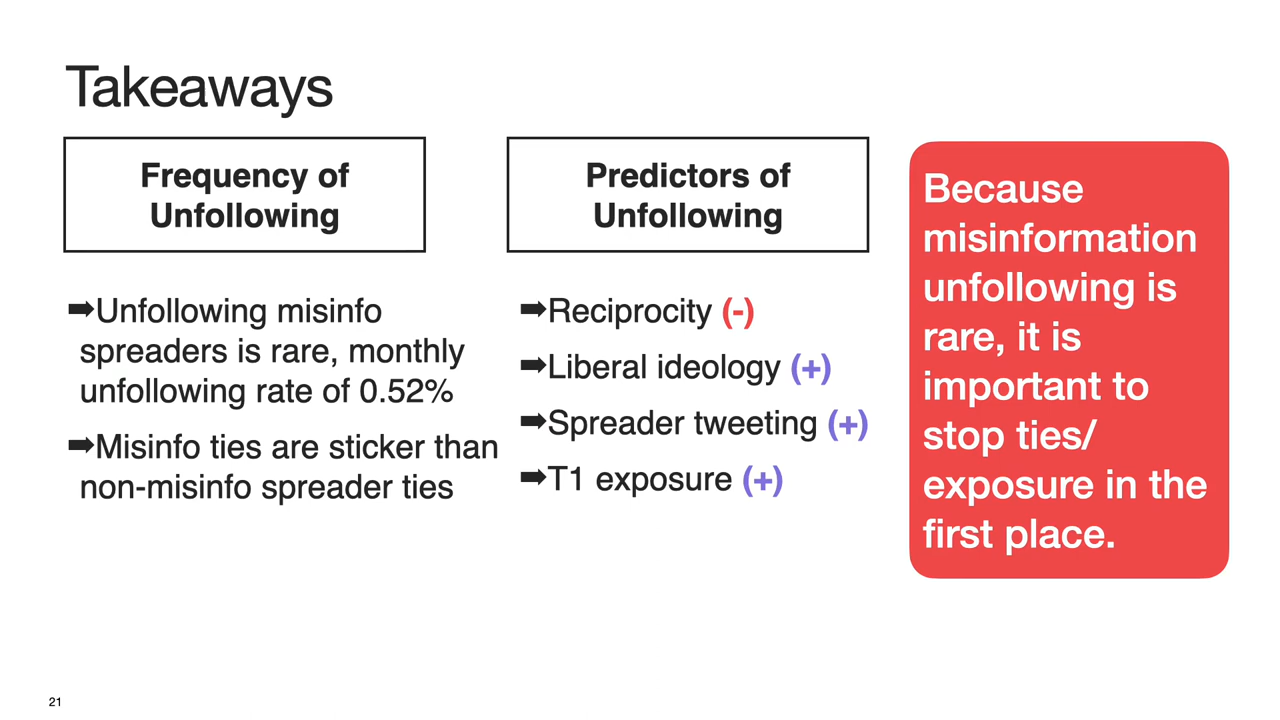 Takeaways
Frequency of
Unfollowing
➡Unfollowing misinfo
spreaders is rare, monthly
unfollowing rate of 0.52%
➡Misinfo ties are sticker than
non-misinfo spreader ties
Predictors of
Unfollowing
➡Reciprocity (-)
➡Liberal ideology (+)
➡Spreader tweeting (+)
➡T1 exposure (+)
Because
misinformation
unfollowing is
rare, it is
important to
stop ties/
exposure in the
first place.
21